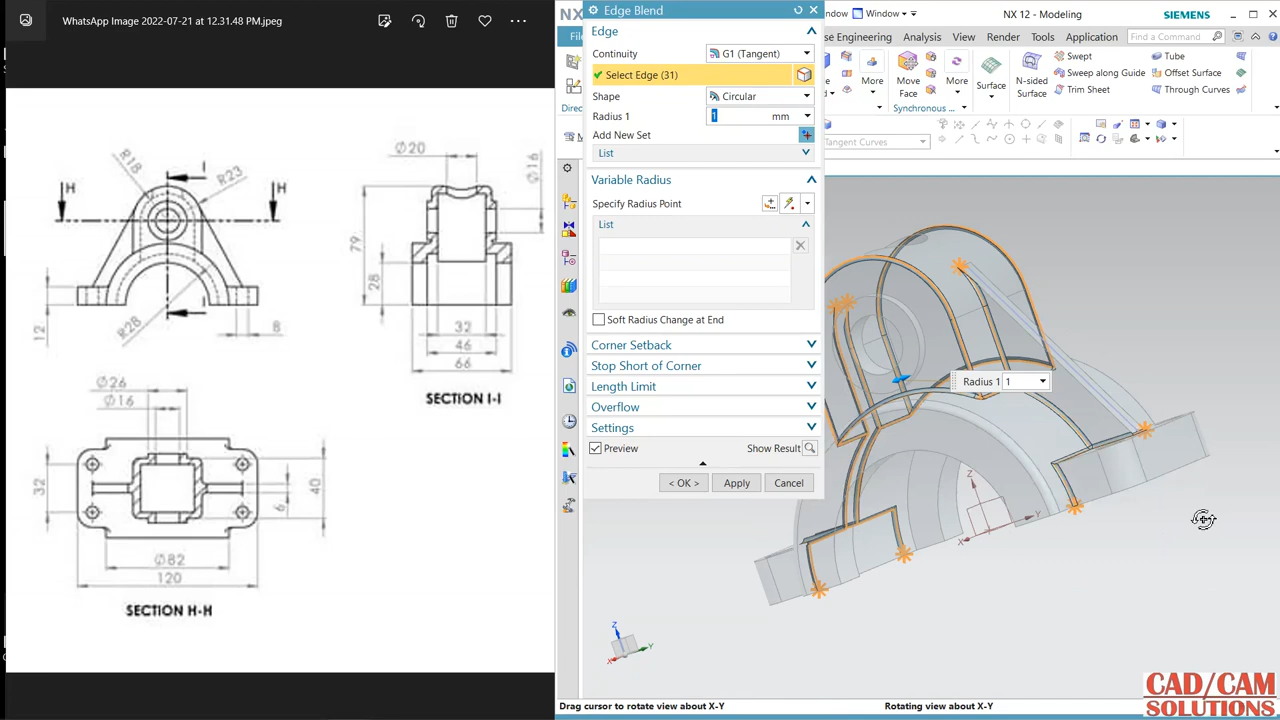 WhatsApp Image 2022-07-21 at 12.31.48 PM.jpeg
R18
I
R23
H
H
R28
I
12
8
Ø20
Ø16
79
28
32
46
66
SECTION I-I
Ø26
Ø16
32
6
40
Ø82
120
SECTION H-H
NX
Edge Blend
Window
NX 12 - Modeling
SIEMENS
Edge
Analysis
View
Render
Tools
Application
Find a Command
Continuity
G1 (Tangent)
Select Edge (31)
Shape
Circular
Radius 1
1
mm
Add New Set
List
Variable Radius
Specify Radius Point
List
Soft Radius Change at End
Corner Setback
Stop Short of Corner
Length Limit
Overflow
Settings
Preview
Show Result
< OK >
Apply
Cancel
More
Move
Face
More
Surface
N-sided
Surface
Swept
Sweep along Guide
Trim Sheet
Tube
Offset Surface
Through Curves
Synchronous ...
Tangent Curves
Radius 1
1
Z
Y
X
Z
Y
X
Drag cursor to rotate view about X-Y
Rotating view about X-Y
CAD/CAM
SOLUTIONS